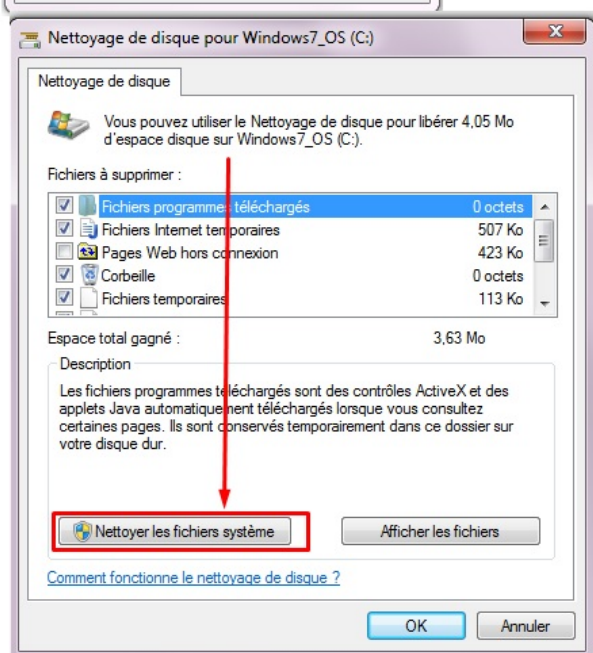 Nettoyage de disque pour Windows7_OS (C:)
Nettoyage de disque
Vous pouvez utiliser le Nettoyage de disque pour libérer 4,05 Mo
d'espace disque sur Windows7_OS (C:).
Fichiers à supprimer :
Fichiers programmes téléchargés 0 octets
Fichiers Internet temporaires 507 Ko
Pages Web hors connexion 423 Ko
Corbeille 0 octets
Fichiers temporaires 113 Ko
Espace total gagné : 3,63 Mo
Description
Les fichiers programmes téléchargés sont des contrôles ActiveX et des
applets Java automatiquement téléchargés lorsque vous consultez
certaines pages. Ils sont conservés temporairement dans ce dossier sur
votre disque dur.
Nettoyer les fichiers système Afficher les fichiers
Comment fonctionne le nettoyage de disque ?
OK Annuler